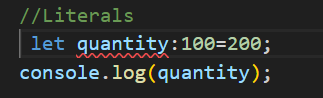 //Literals
let quantity:100=200;
console.log(quantity);